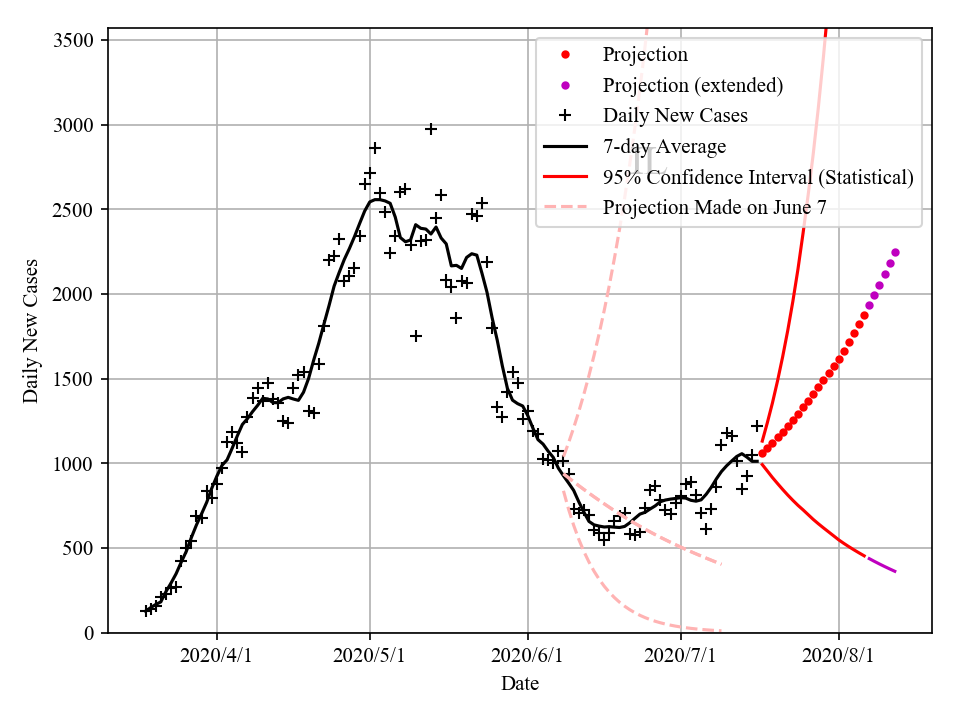 3500
3000
2500
2000
1500
1000
500
0
Daily New Cases
2020/4/1
2020/5/1
2020/6/1
2020/7/1
2020/8/1
Date
IL
Projection
Projection (extended)
Daily New Cases
7-day Average
95% Confidence Interval (Statistical)
Projection Made on June 7